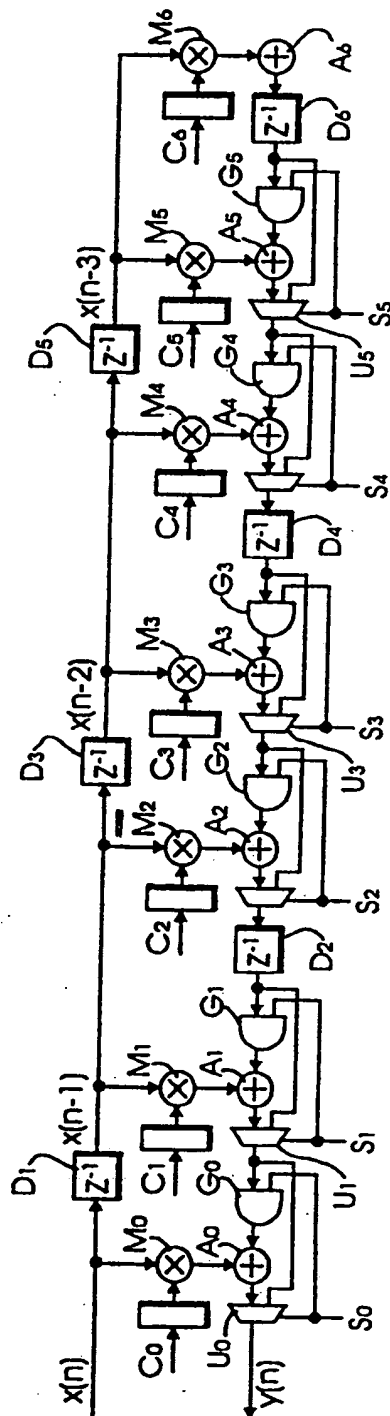 x(n)
D1
Z-1
x(n-1)
D3
Z-1
x(n-2)
D5
Z-1
x(n-3)
M0
M1
M2
M3
M4
M5
M6
C0
C1
C2
C3
C4
C5
C6
A0
G0
A1
G1
A2
G2
A3
G3
A4
G4
A5
G5
A6
Z-1
D2
Z-1
D4
Z-1
D6
y(n)
U0
U1
U3
U5
S0
S1
S2
S3
S4
S5